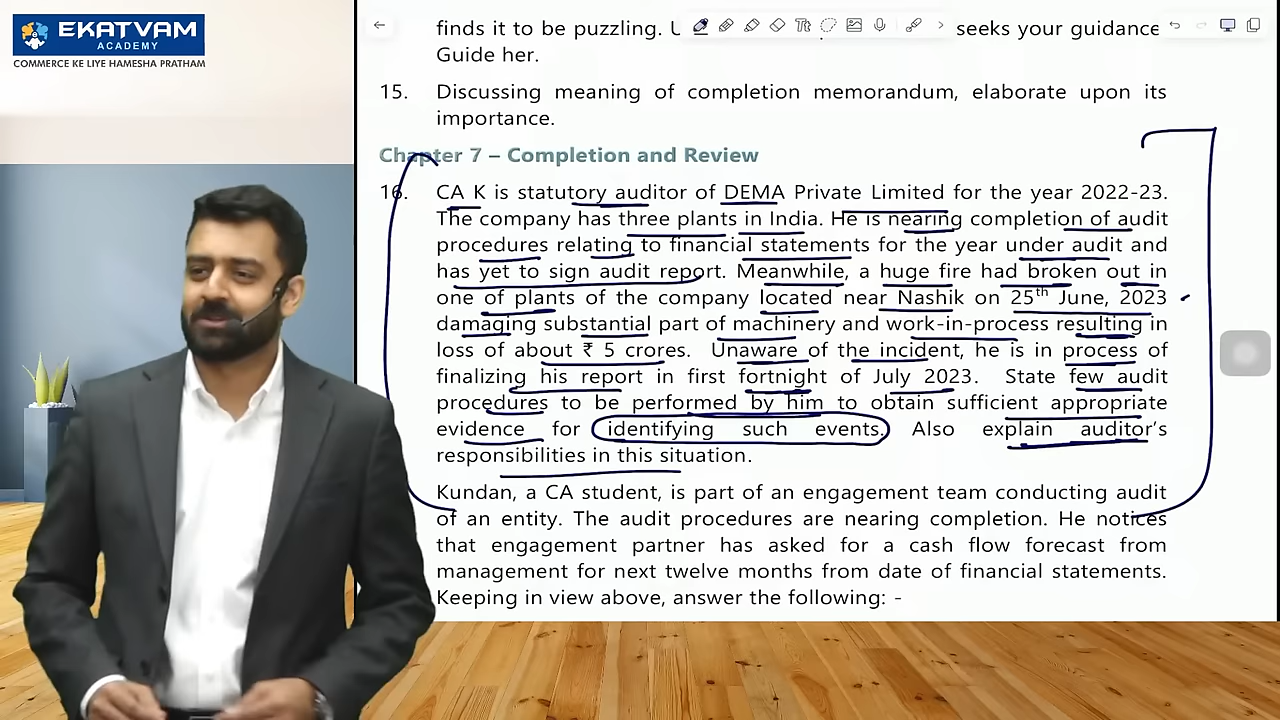 EKATVAM
ACADEMY
COMMERCE KE LIYE HAMESHA PRATHAM
finds it to be puzzling. U seeks your guidance
Guide her.
15. Discussing meaning of completion memorandum, elaborate upon its
importance.
Chapter 7 – Completion and Review
16. CA K is statutory auditor of DEMA Private Limited for the year 2022-23.
The company has three plants in India. He is nearing completion of audit
procedures relating to financial statements for the year under audit and
has yet to sign audit report. Meanwhile, a huge fire had broken out in
one of plants of the company located near Nashik on 25th June, 2023
damaging substantial part of machinery and work-in-process resulting in
loss of about ₹ 5 crores. Unaware of the incident, he is in process of
finalizing his report in first fortnight of July 2023. State few audit
procedures to be performed by him to obtain sufficient appropriate
evidence for identifying such events. Also explain auditor's
responsibilities in this situation.
Kundan, a CA student, is part of an engagement team conducting audit
of an entity. The audit procedures are nearing completion. He notices
that engagement partner has asked for a cash flow forecast from
management for next twelve months from date of financial statements.
Keeping in view above, answer the following: -